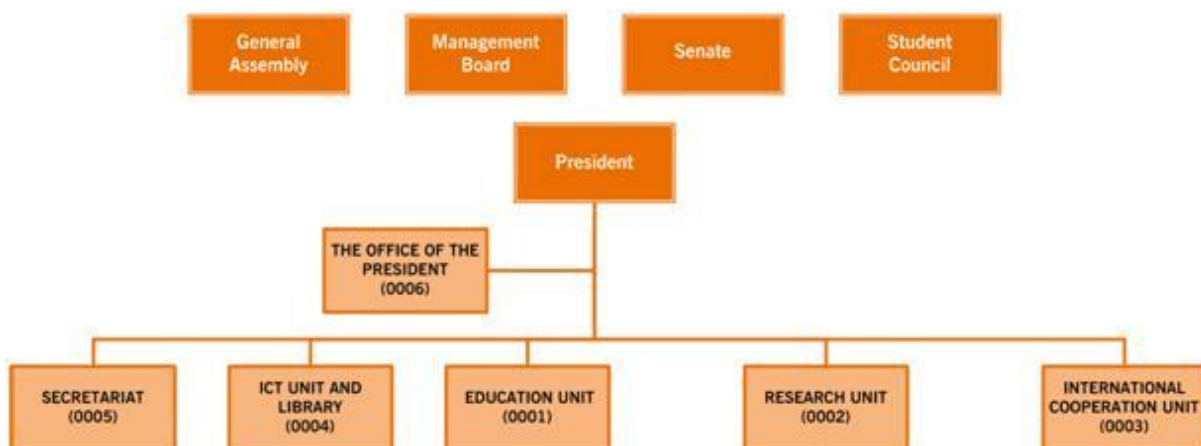 General
Assembly
Management
Board
Senate
Student
Council
President
THE OFFICE OF THE
PRESIDENT
(0006)
SECRETARIAT
(0005)
ICT UNIT AND
LIBRARY
(0004)
EDUCATION UNIT
(0001)
RESEARCH UNIT
(0002)
INTERNATIONAL
COOPERATION UNIT
(0003)